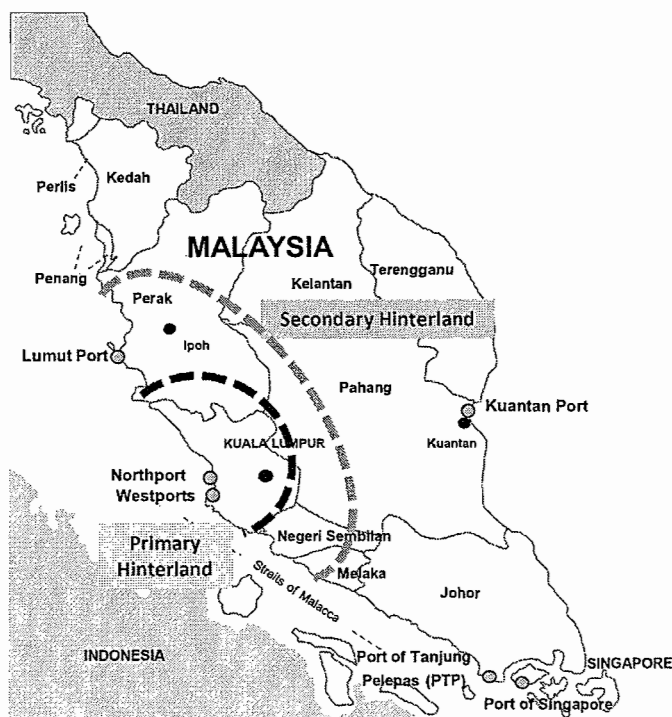 THAILAND
Perlis
Kedah
MALAYSIA
Terengganu
Penang
Kelantan
Perak
Secondary Hinterland
Ipoh
Lumut Port
Pahang
Kuantan Port
KUALA LUMPUR
Kuantan
Northport
Westports
Primary
Hinterland
Negeri Sembilan
Melaka
Straits of Malacca
Johor
INDONESIA
Port of Tanjung
Pelepas (PTP)
SINGAPORE
Port of Singapore